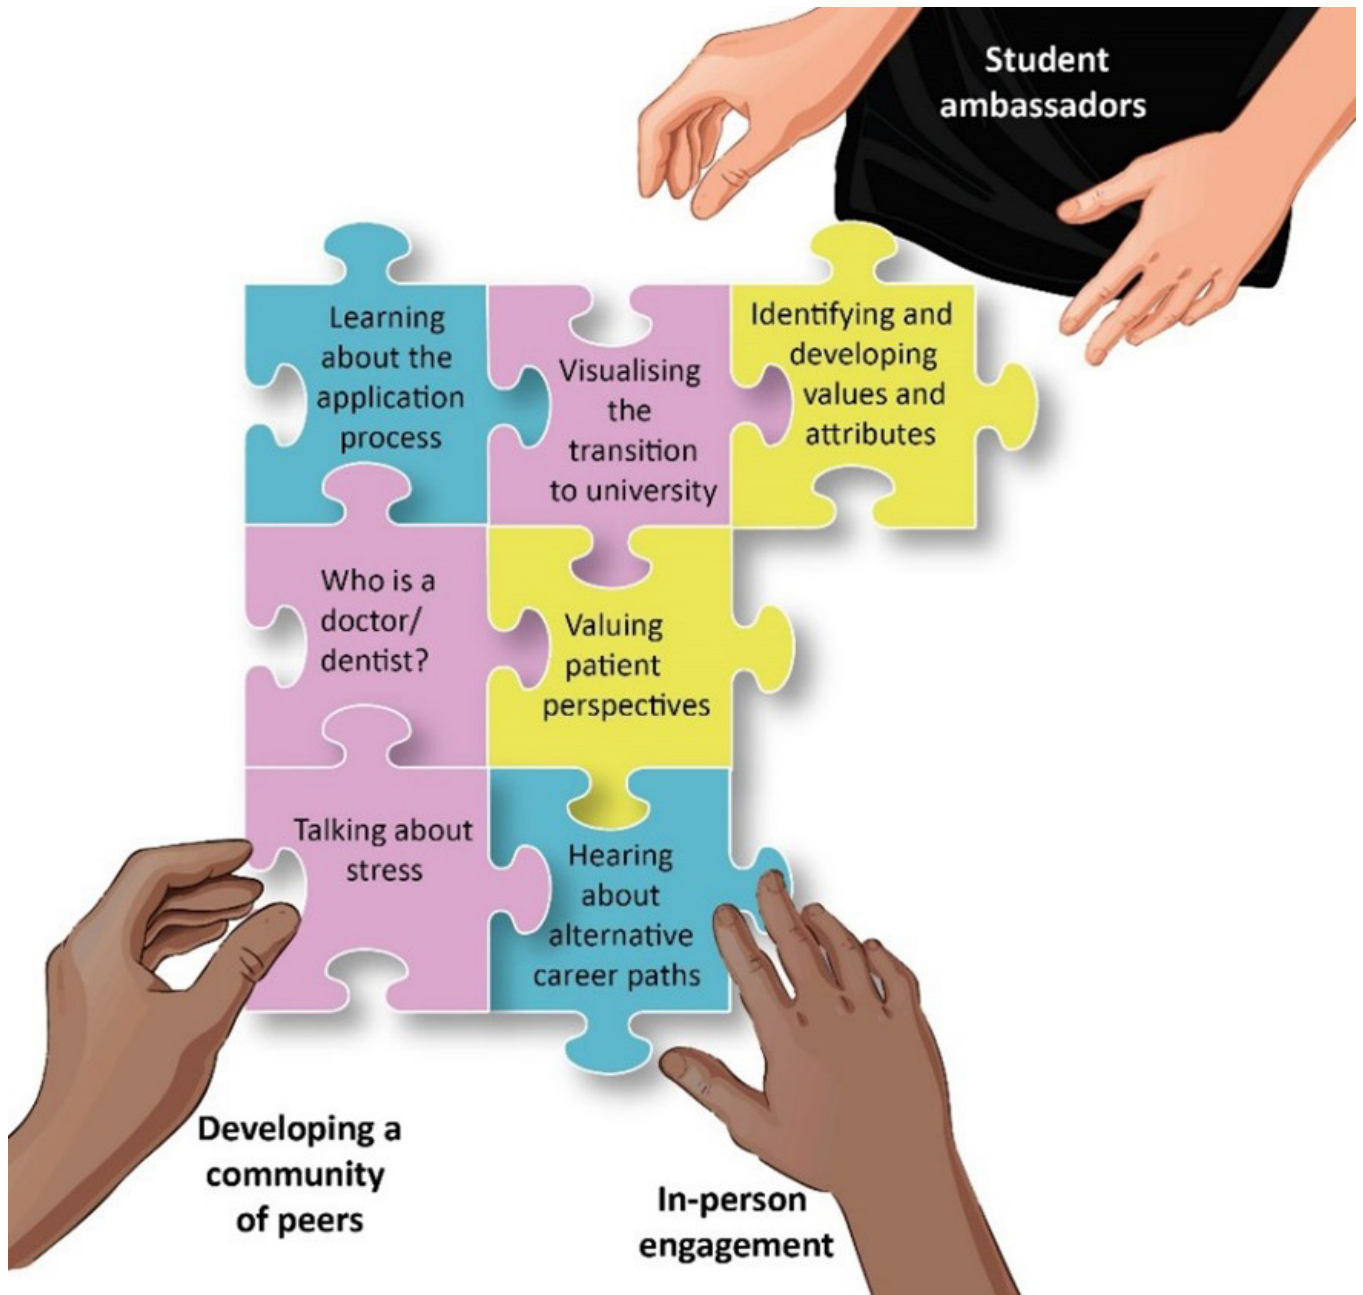 Student
ambassadors
Learning
about the
application
process
Visualising
the
transition
to university
Identifying and
developing
values and
attributes
Who is a
doctor/
dentist?
Valuing
patient
perspectives
Talking about
stress
Hearing
about
alternative
career paths
Developing a
community
of peers
In-person
engagement